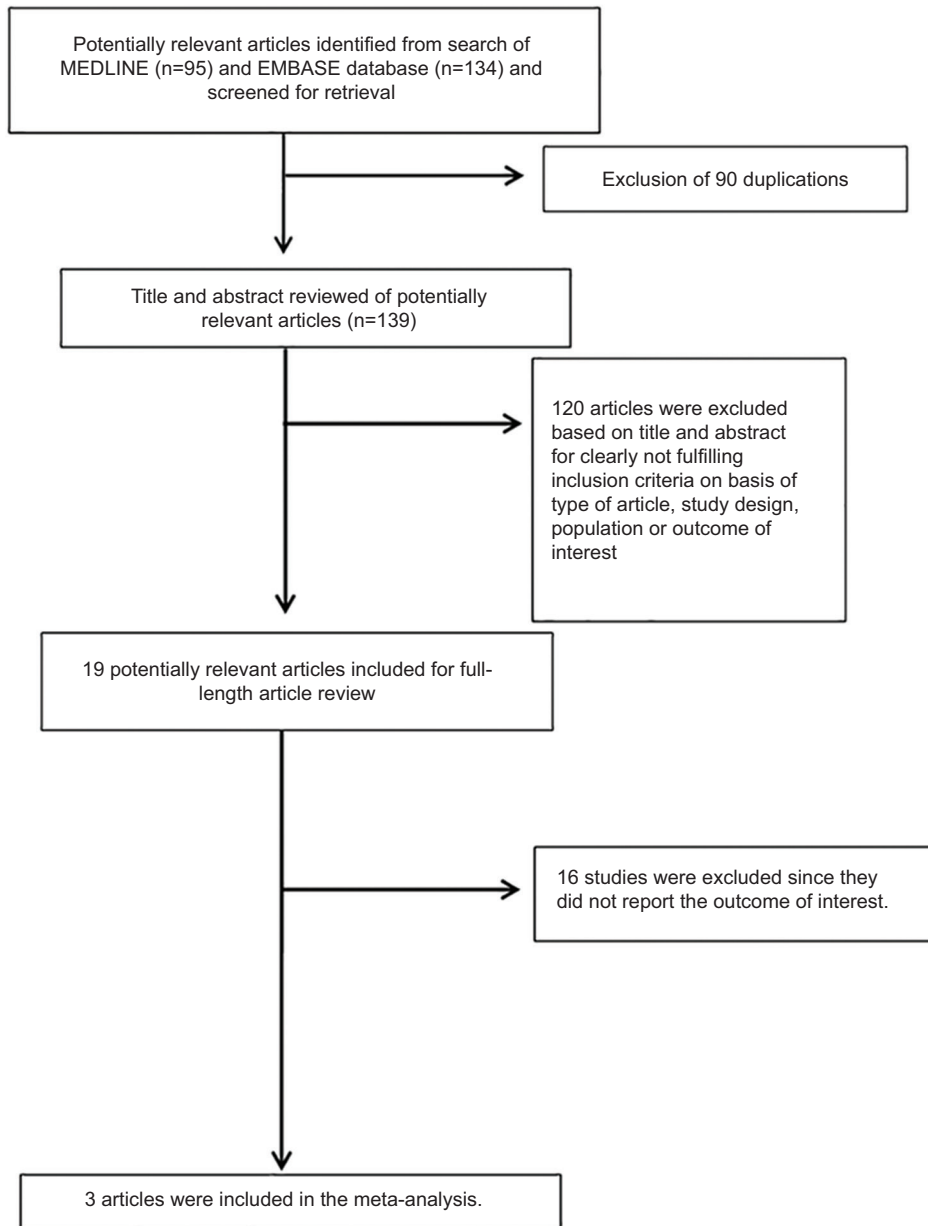 Potentially relevant articles identified from search of
MEDLINE (n=95) and EMBASE database (n=134) and
screened for retrieval
Exclusion of 90 duplications
Title and abstract reviewed of potentially
relevant articles (n=139)
120 articles were excluded
based on title and abstract
for clearly not fulfilling
inclusion criteria on basis of
type of article, study design,
population or outcome of
interest
19 potentially relevant articles included for full-
length article review
16 studies were excluded since they
did not report the outcome of interest.
3 articles were included in the meta-analysis.